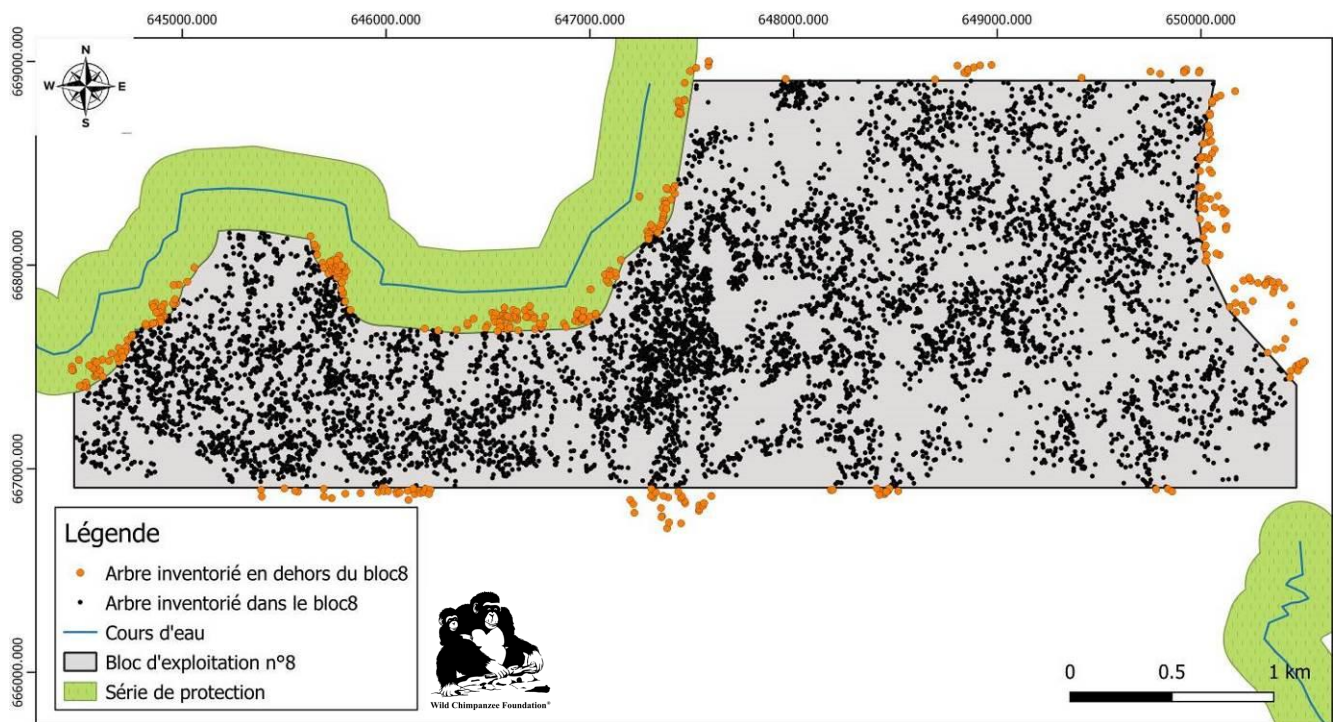 645000.000 646000.000 647000.000 648000.000 649000.000 650000.000
669000.000
668000.000
667000.000
666000.000
N
W E
S
Légende
Arbre inventorié en dehors du bloc8
Arbre inventorié dans le bloc8
Cours d'eau
Bloc d'exploitation n°8
Série de protection
Wild Chimpanzee Foundation®
0 0.5 1 km